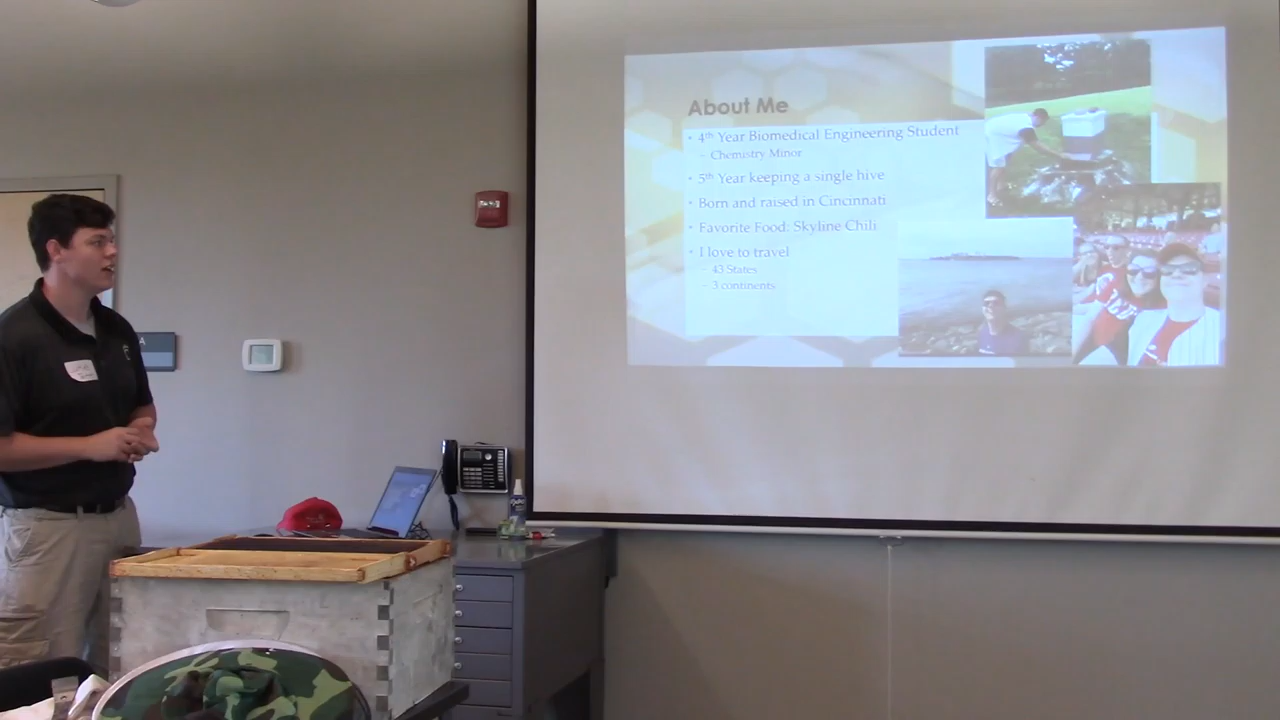 About Me
• 4th Year Biomedical Engineering Student
– Chemistry Minor
• 5th Year keeping a single hive
• Born and raised in Cincinnati
• Favorite Food: Skyline Chili
• I love to travel
– 43 States
– 3 continents
A